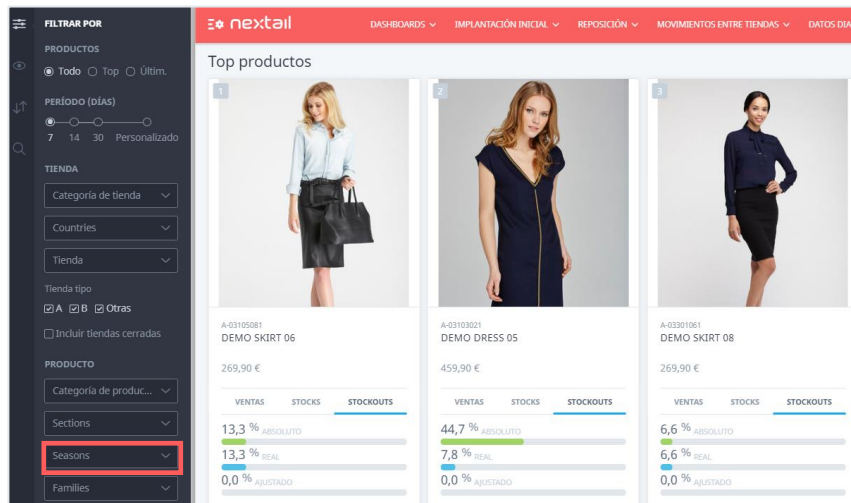 FILTRAR POR
PRODUCTOS
Todo Top Últim.
PERÍODO (DÍAS)
7 14 30 Personalizado
TIENDA
Categoría de tienda
Countries
Tienda
Tienda tipo
A B Otras
Incluir tiendas cerradas
PRODUCTO
Categoría de produc...
Sections
Seasons
Families
nextail
DASHBOARDS IMPLANTACIÓN INICIAL REPOSICIÓN MOVIMIENTOS ENTRE TIENDAS DATOS DIA
Top productos
1
A-03105081
DEMO SKIRT 06
269,90 €
VENTAS STOCKS STOCKOUTS
13,3 % ABSOLUTO
13,3 % REAL
0,0 % AJUSTADO
2
A-03103021
DEMO DRESS 05
459,90 €
VENTAS STOCKS STOCKOUTS
44,7 % ABSOLUTO
7,8 % REAL
0,0 % AJUSTADO
3
A-03301061
DEMO SKIRT 08
269,90 €
VENTAS STOCKS STOCKOUTS
6,6 % ABSOLUTO
6,6 % REAL
0,0 % AJUSTADO